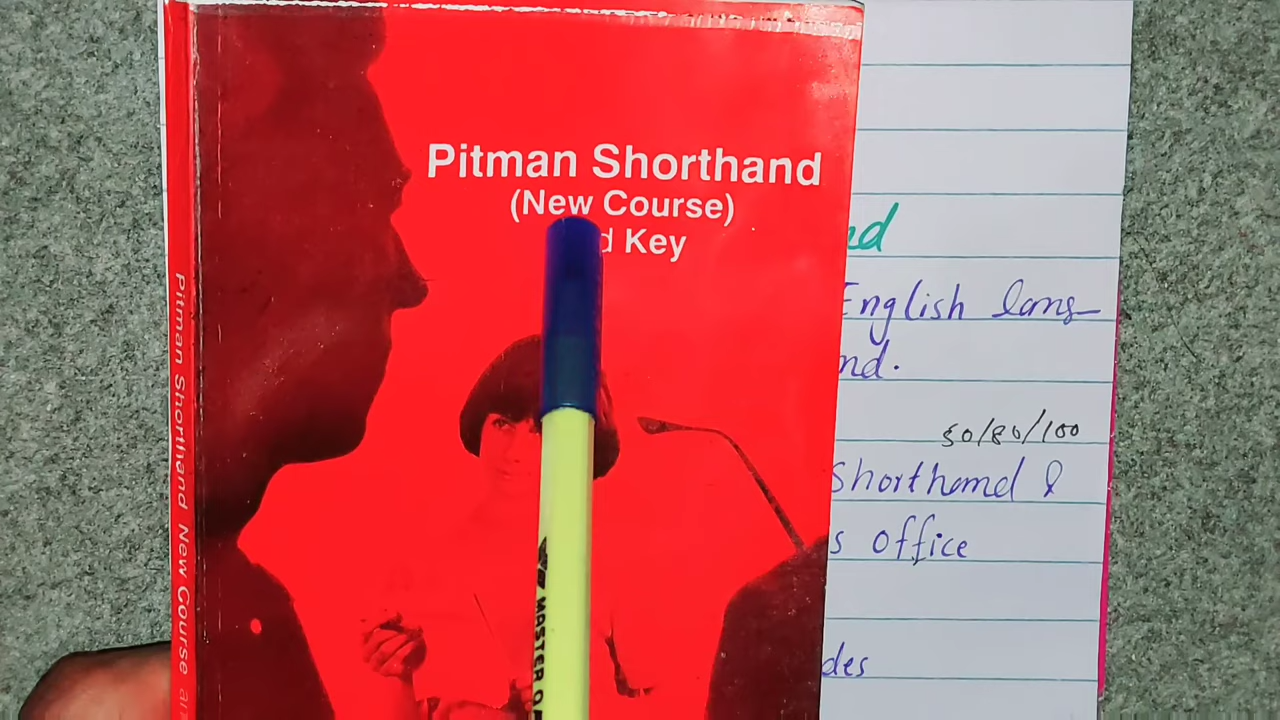 Pitman Shorthand
(New Course)
d Key
Pitman Shorthand New Course
MASTER
nd
English lang-
nd.
50/80/100
Shorthand &
s office
des